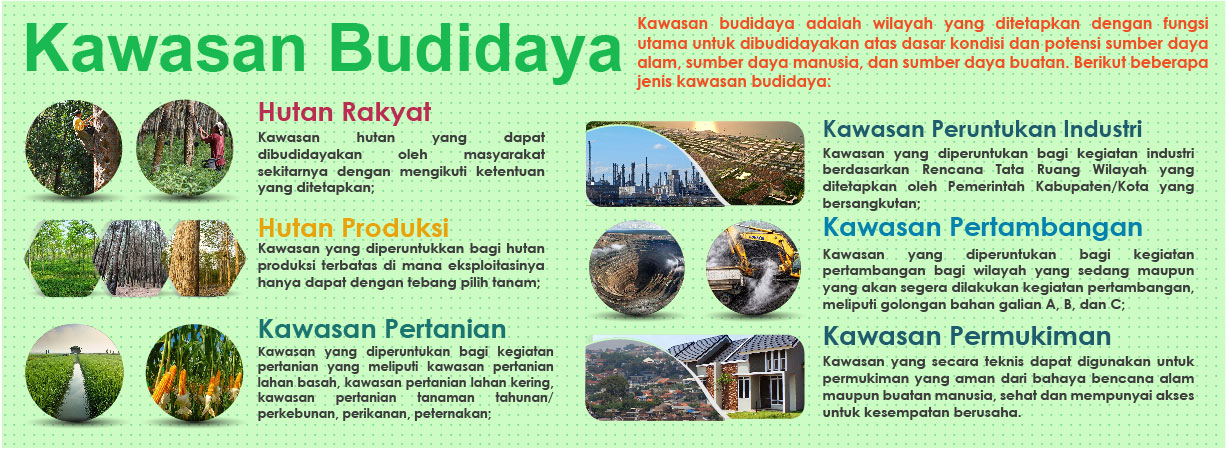 Kawasan Budidaya
Kawasan budidaya adalah wilayah yang ditetapkan dengan fungsi
utama untuk dibudidayakan atas dasar kondisi dan potensi sumber daya
alam, sumber daya manusia, dan sumber daya buatan. Berikut beberapa
jenis kawasan budidaya:
Hutan Rakyat
Kawasan hutan yang dapat
dibudidayakan oleh masyarakat
sekitarnya dengan mengikuti ketentuan
yang ditetapkan;
Hutan Produksi
Kawasan yang diperuntukkan bagi hutan
produksi terbatas di mana eksploitasinya
hanya dapat dengan tebang pilih tanam;
Kawasan Pertanian
Kawasan yang diperuntukan bagi kegiatan
pertanian yang meliputi kawasan pertanian
lahan basah, kawasan pertanian lahan kering,
kawasan pertanian tanaman tahunan/
perkebunan, perikanan, peternakan;
Kawasan Peruntukan Industri
Kawasan yang diperuntukan bagi kegiatan industri
berdasarkan Rencana Tata Ruang Wilayah yang
ditetapkan oleh Pemerintah Kabupaten/Kota yang
bersangkutan;
Kawasan Pertambangan
Kawasan yang diperuntukan bagi kegiatan
pertambangan bagi wilayah yang sedang maupun
yang akan segera dilakukan kegiatan pertambangan,
meliputi golongan bahan galian A, B, dan C;
Kawasan Permukiman
Kawasan yang secara teknis dapat digunakan untuk
permukiman yang aman dari bahaya bencana alam
maupun buatan manusia, sehat dan mempunyai akses
untuk kesempatan berusaha.